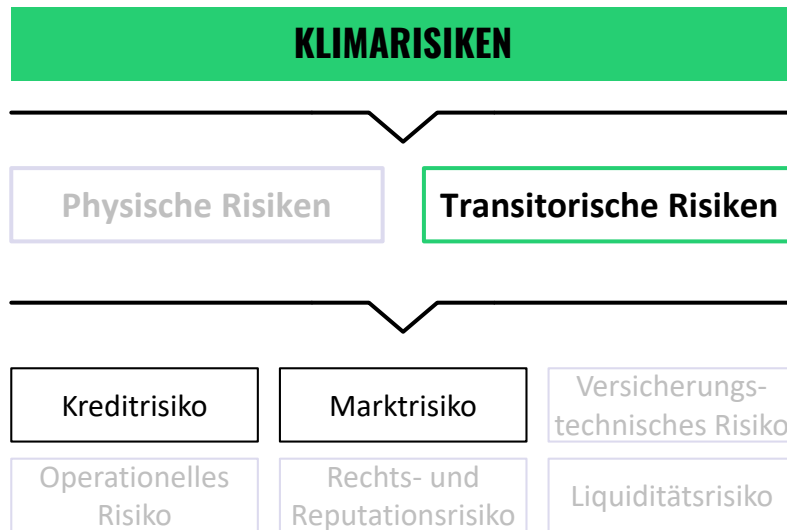 KLIMARISIKEN
Physische Risiken
Transitorische Risiken
Kreditrisiko
Marktrisiko
Versicherungs-
technisches Risiko
Operationelles
Risiko
Rechts- und
Reputationsrisiko
Liquiditätsrisiko